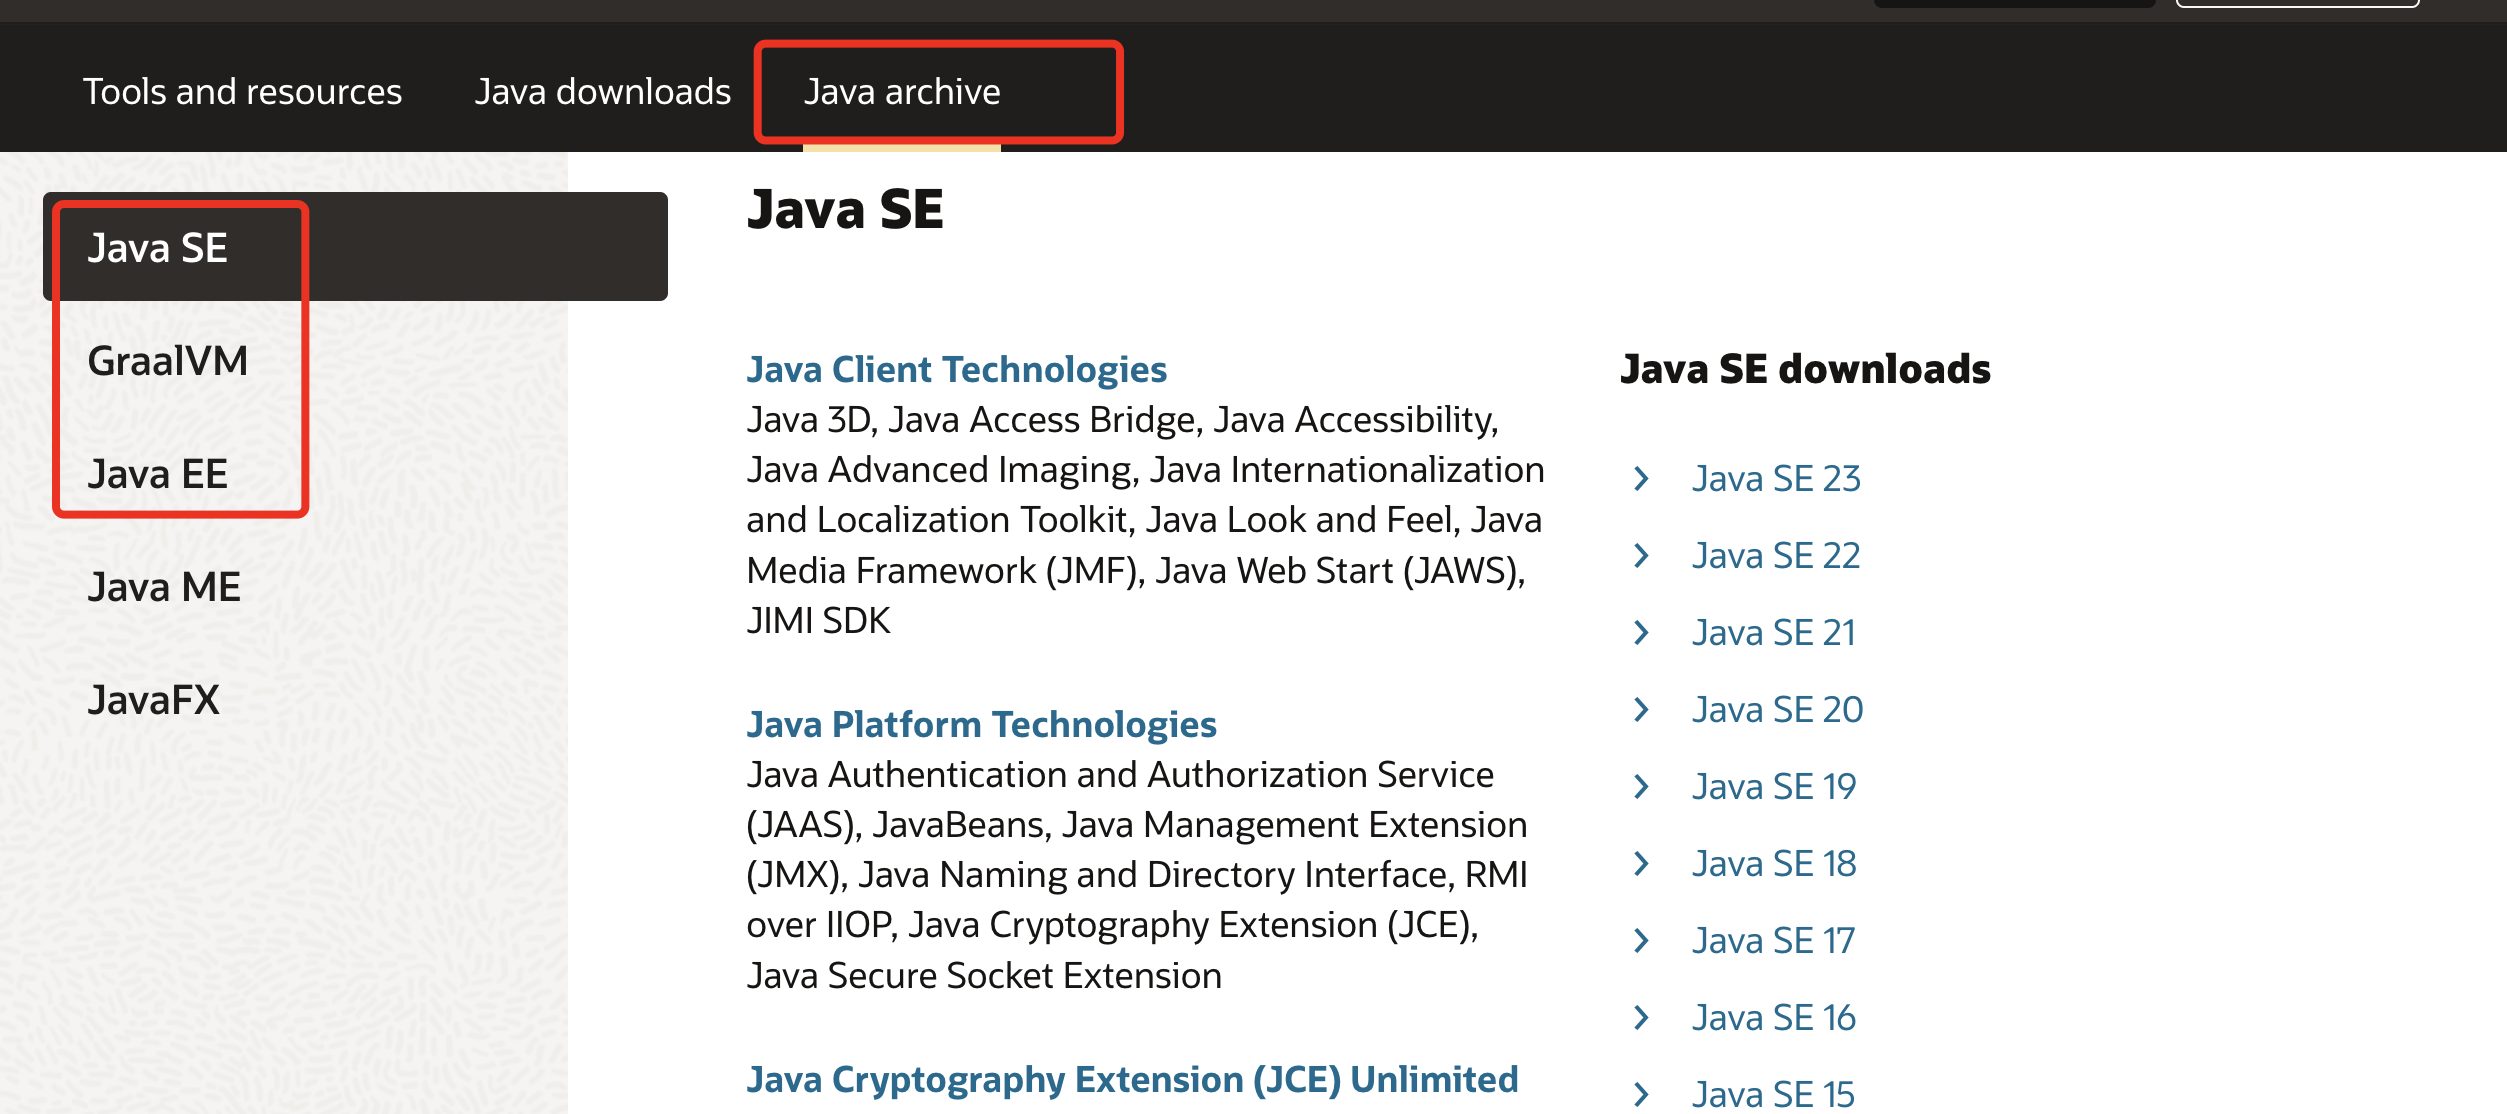 Tools and resources
Java downloads
Java archive
Java SE
GraalVM
Java EE
Java ME
JavaFX
Java SE
Java Client Technologies
Java 3D, Java Access Bridge, Java Accessibility,
Java Advanced Imaging, Java Internationalization
and Localization Toolkit, Java Look and Feel, Java
Media Framework (JMF), Java Web Start (JAWS),
JIMI SDK
Java Platform Technologies
Java Authentication and Authorization Service
(JAAS), JavaBeans, Java Management Extension
(JMX), Java Naming and Directory Interface, RMI
over IIOP, Java Cryptography Extension (JCE),
Java Secure Socket Extension
Java Cryptography Extension (JCE) Unlimited
Java SE downloads
Java SE 23
Java SE 22
Java SE 21
Java SE 20
Java SE 19
Java SE 18
Java SE 17
Java SE 16
Java SE 15